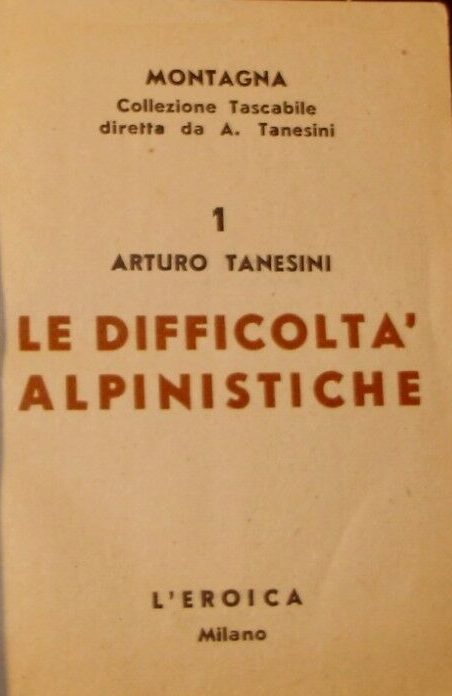 MONTAGNA
Collezione Tascabile
diretta da A. Tanesini
1
ARTURO TANESINI
LE DIFFICOLTA'
ALPINISTICHE
L'EROICA
Milano